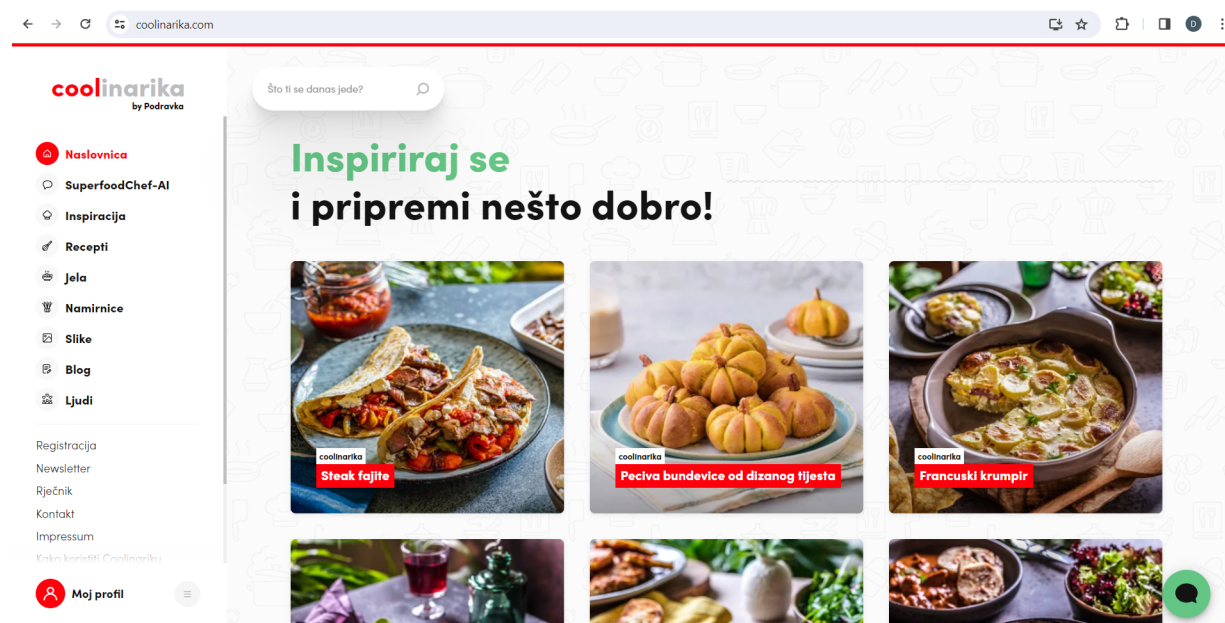 coolinarika.com
D
coolinarika
by Podravka
Što ti se danas jede?
Naslovnica
SuperfoodChef-AI
Inspiracija
Recepti
Jela
Namirnice
Slike
Blog
Ljudi
Registracija
Newsletter
Rječnik
Kontakt
Impressum
Kako koristiti Coolinariku
Moj profil
Inspiriraj se
i pripremi nešto dobro!
coolinarika
Steak fajite
coolinarika
Peciva bundevice od dizanog tijesta
coolinarika
Francuski krumpir